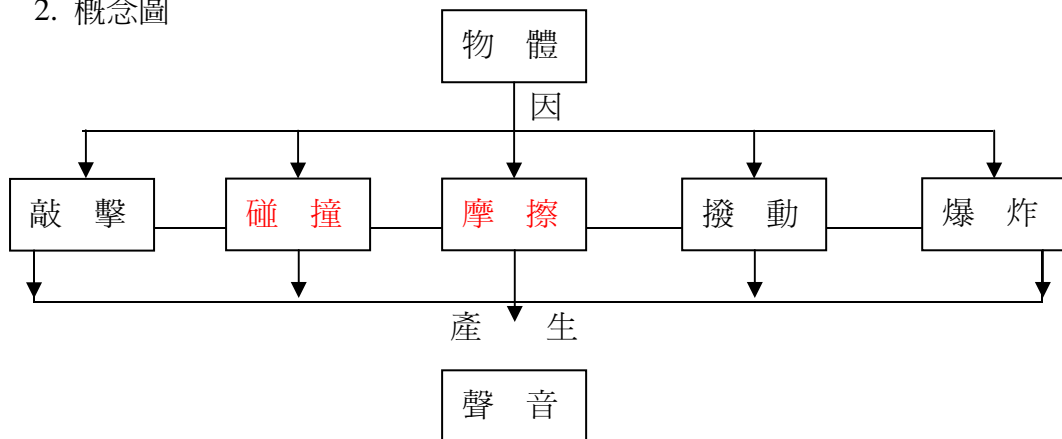 2. 概念圖
物 體
因
敲 擊 碰 撞 摩 擦 撥 動 爆 炸
產 生
聲 音